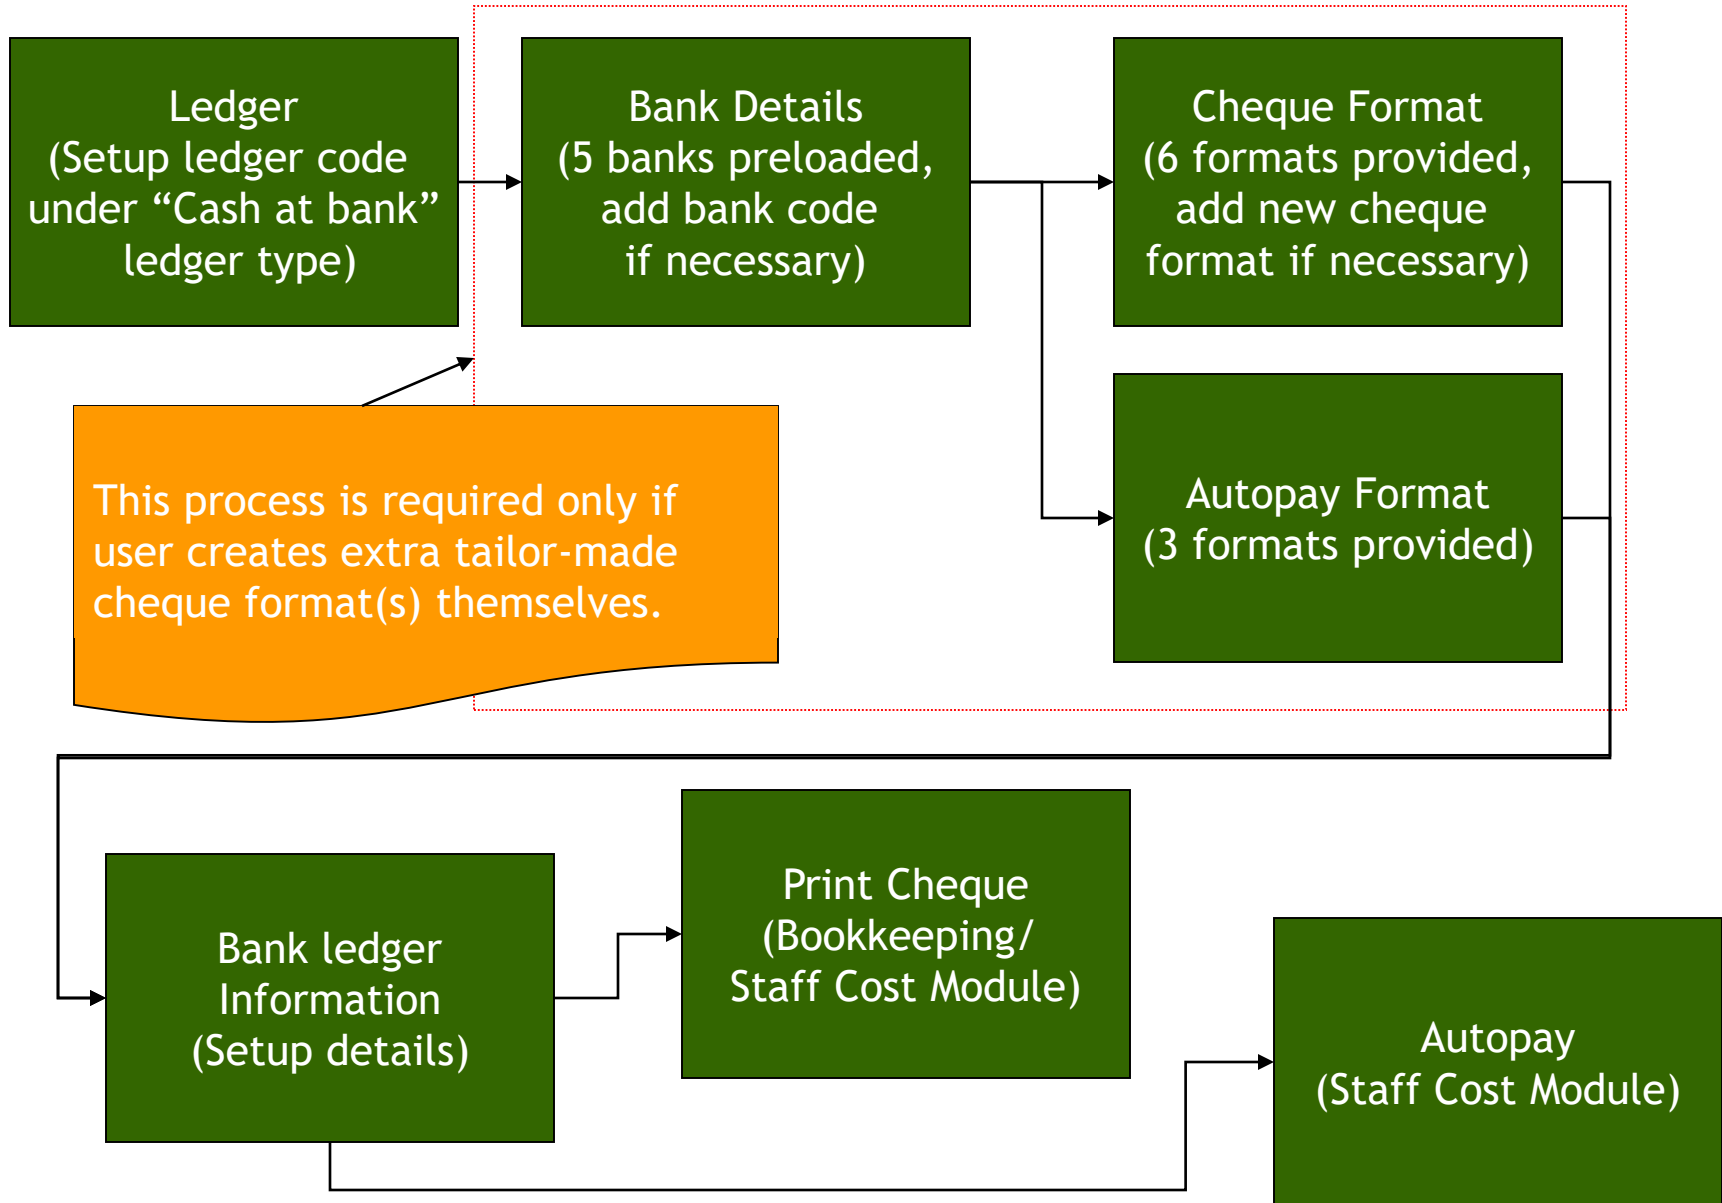 Ledger
(Setup ledger code
under “Cash at bank”
ledger type)
Bank Details
(5 banks preloaded,
add bank code
if necessary)
Cheque Format
(6 formats provided,
add new cheque
format if necessary)
This process is required only if
user creates extra tailor-made
cheque format(s) themselves.
Autopay Format
(3 formats provided)
Bank ledger
Information
(Setup details)
Print Cheque
(Bookkeeping/
Staff Cost Module)
Autopay
(Staff Cost Module)